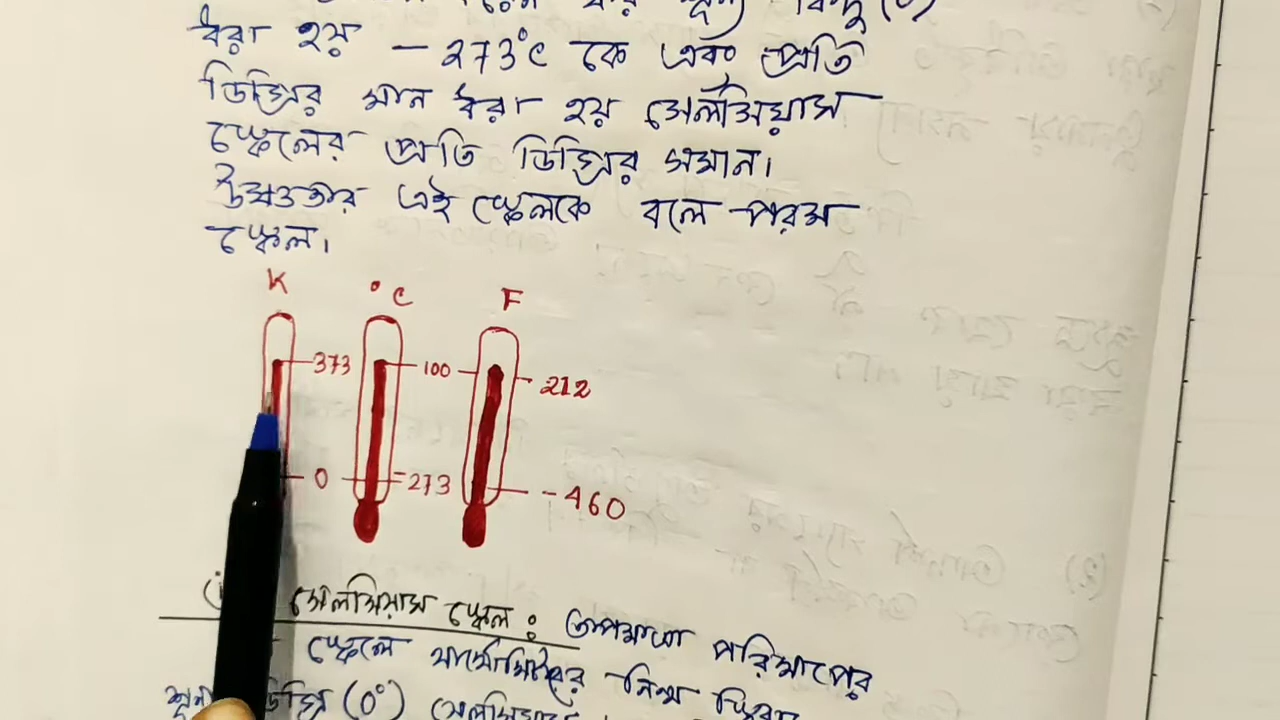 ধরা হয় -273°C কে এবং প্রতি
ডিগ্রির মান ধরা হয় সেলসিয়াস
স্কেলের প্রতি ডিগ্রির সমান।
উষ্ণতার এই স্কেলকে বলে পরম
স্কেল।
K °C F
373 100 212
0 -273 -460
সেলসিয়াস স্কেল : তাপমাত্রা পরিমাপের
স্কেলে থার্মোমিটারের নিম্ন স্থিরাঙ্ক
ডিগ্রি (0°)